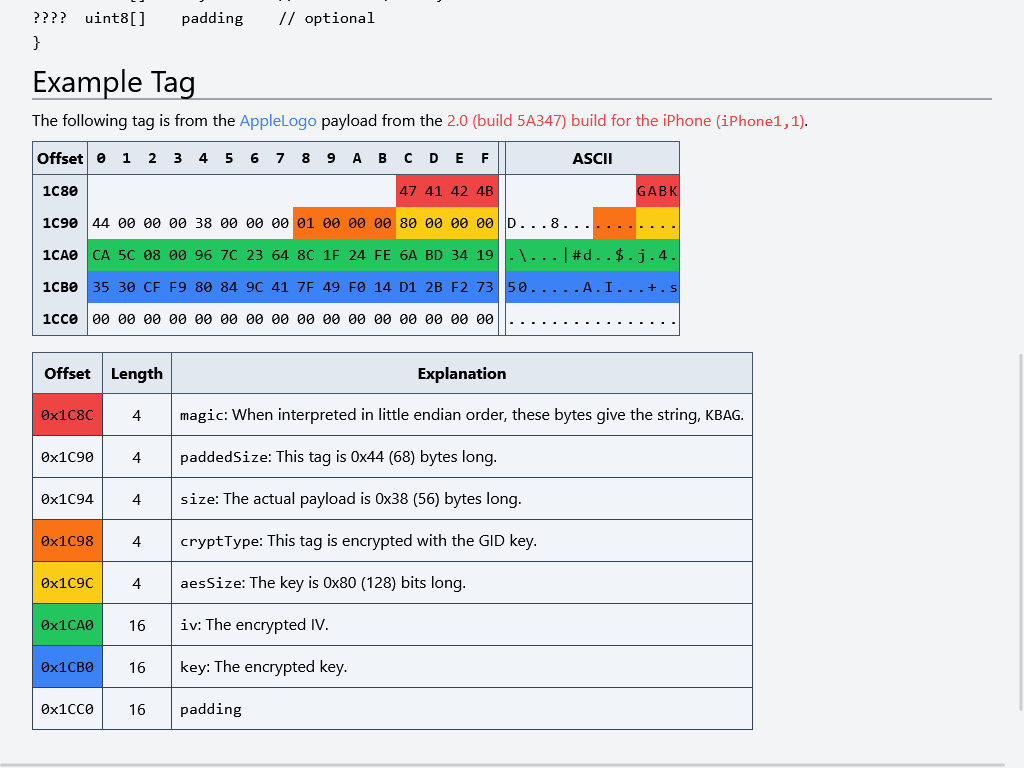 ???? uint8[] padding // optional
}
Example Tag
The following tag is from the AppleLogo payload from the 2.0 (build 5A347) build for the iPhone (iPhone1,1).
Offset 0 1 2 3 4 5 6 7 8 9 A B C D E F ASCII
1C80 47 41 42 4B GABK
1C90 44 00 00 00 38 00 00 00 01 00 00 00 80 00 00 00 D...8...........
1CA0 CA 5C 08 00 96 7C 23 64 8C 1F 24 FE 6A BD 34 19 .\...|#d..$.j.4.
1CB0 35 30 CF F9 80 84 9C 41 7F 49 F0 14 D1 2B F2 73 50.....A.I...+.s
1CC0 00 00 00 00 00 00 00 00 00 00 00 00 00 00 00 00 ................
Offset Length Explanation
0x1C8C 4 magic: When interpreted in little endian order, these bytes give the string, KBAG.
0x1C90 4 paddedSize: This tag is 0x44 (68) bytes long.
0x1C94 4 size: The actual payload is 0x38 (56) bytes long.
0x1C98 4 cryptType: This tag is encrypted with the GID key.
0x1C9C 4 aesSize: The key is 0x80 (128) bits long.
0x1CA0 16 iv: The encrypted IV.
0x1CB0 16 key: The encrypted key.
0x1CC0 16 padding